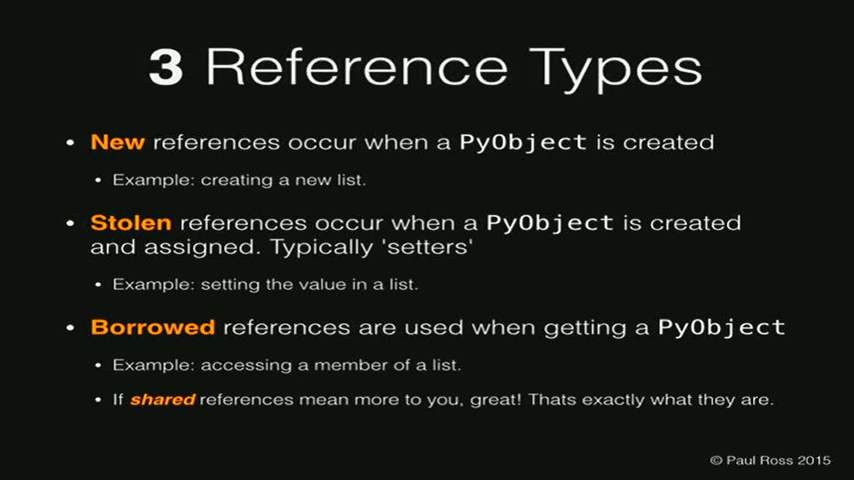 3 Reference Types
• New references occur when a PyObject is created
• Example: creating a new list.
• Stolen references occur when a PyObject is created
and assigned. Typically 'setters'
• Example: setting the value in a list.
• Borrowed references are used when getting a PyObject
• Example: accessing a member of a list.
• If shared references mean more to you, great! Thats exactly what they are.
© Paul Ross 2015